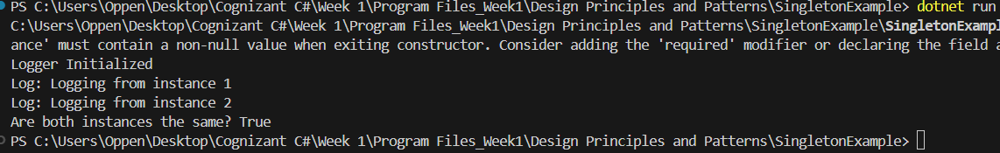 PS C:\Users\Oppen\Desktop\Cognizant C#\Week 1\Program Files_Week1\Design Principles and Patterns\SingletonExample> dotnet run
C:\Users\Oppen\Desktop\Cognizant C#\Week 1\Program Files_Week1\Design Principles and Patterns\SingletonExample\SingletonExampl
ance' must contain a non-null value when exiting constructor. Consider adding the 'required' modifier or declaring the field a
Logger Initialized
Log: Logging from instance 1
Log: Logging from instance 2
Are both instances the same? True
PS C:\Users\Oppen\Desktop\Cognizant C#\Week 1\Program Files_Week1\Design Principles and Patterns\SingletonExample>